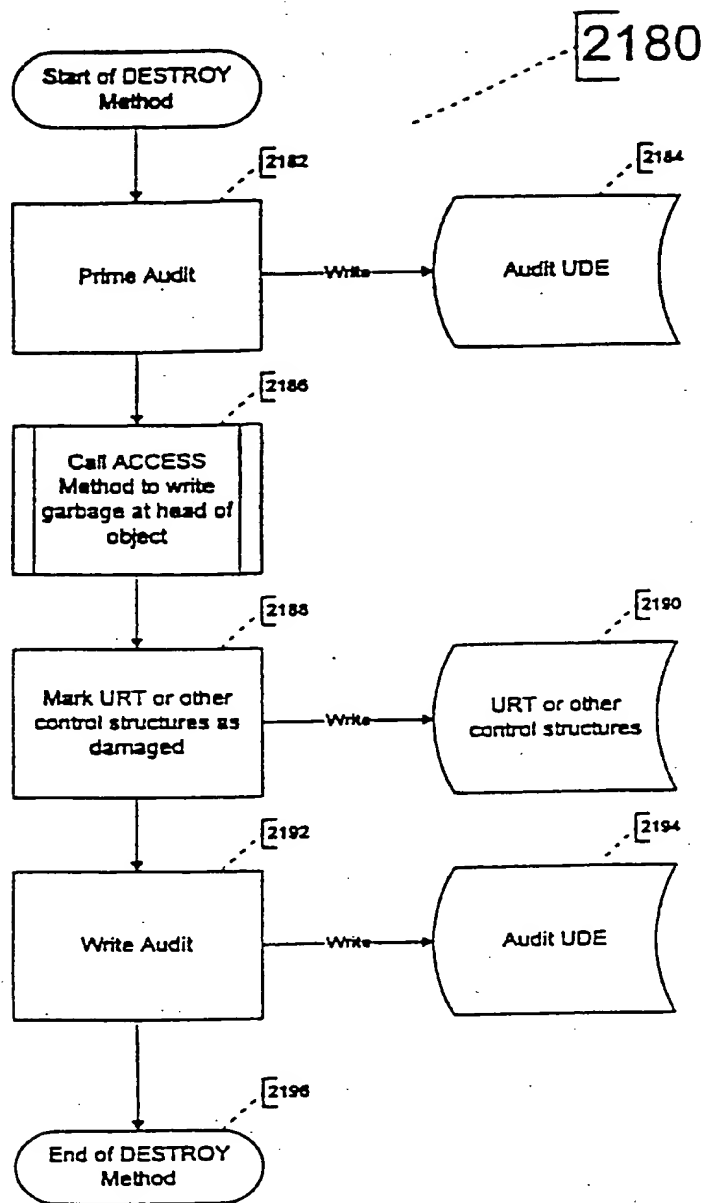 2180
Start of DESTROY
Method
2182
2184
Prime Audit
Write
Audit UDE
2186
Call ACCESS
Method to write
garbage at head of
object
2188
2190
Mark URT or other
control structures as
damaged
Write
URT or other
control structures
2192
2194
Write Audit
Write
Audit UDE
2196
End of DESTROY
Method